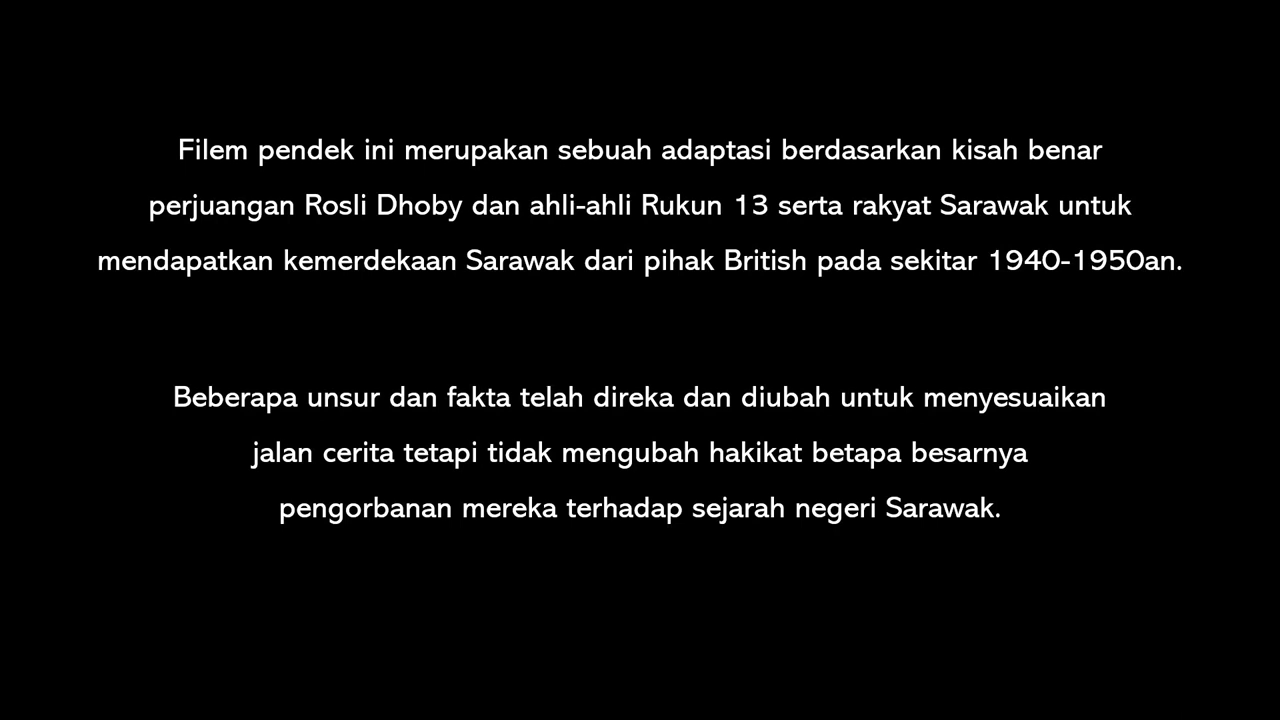 Filem pendek ini merupakan sebuah adaptasi berdasarkan kisah benar
perjuangan Rosli Dhoby dan ahli-ahli Rukun 13 serta rakyat Sarawak untuk
mendapatkan kemerdekaan Sarawak dari pihak British pada sekitar 1940-1950an.
Beberapa unsur dan fakta telah direka dan diubah untuk menyesuaikan
jalan cerita tetapi tidak mengubah hakikat betapa besarnya
pengorbanan mereka terhadap sejarah negeri Sarawak.